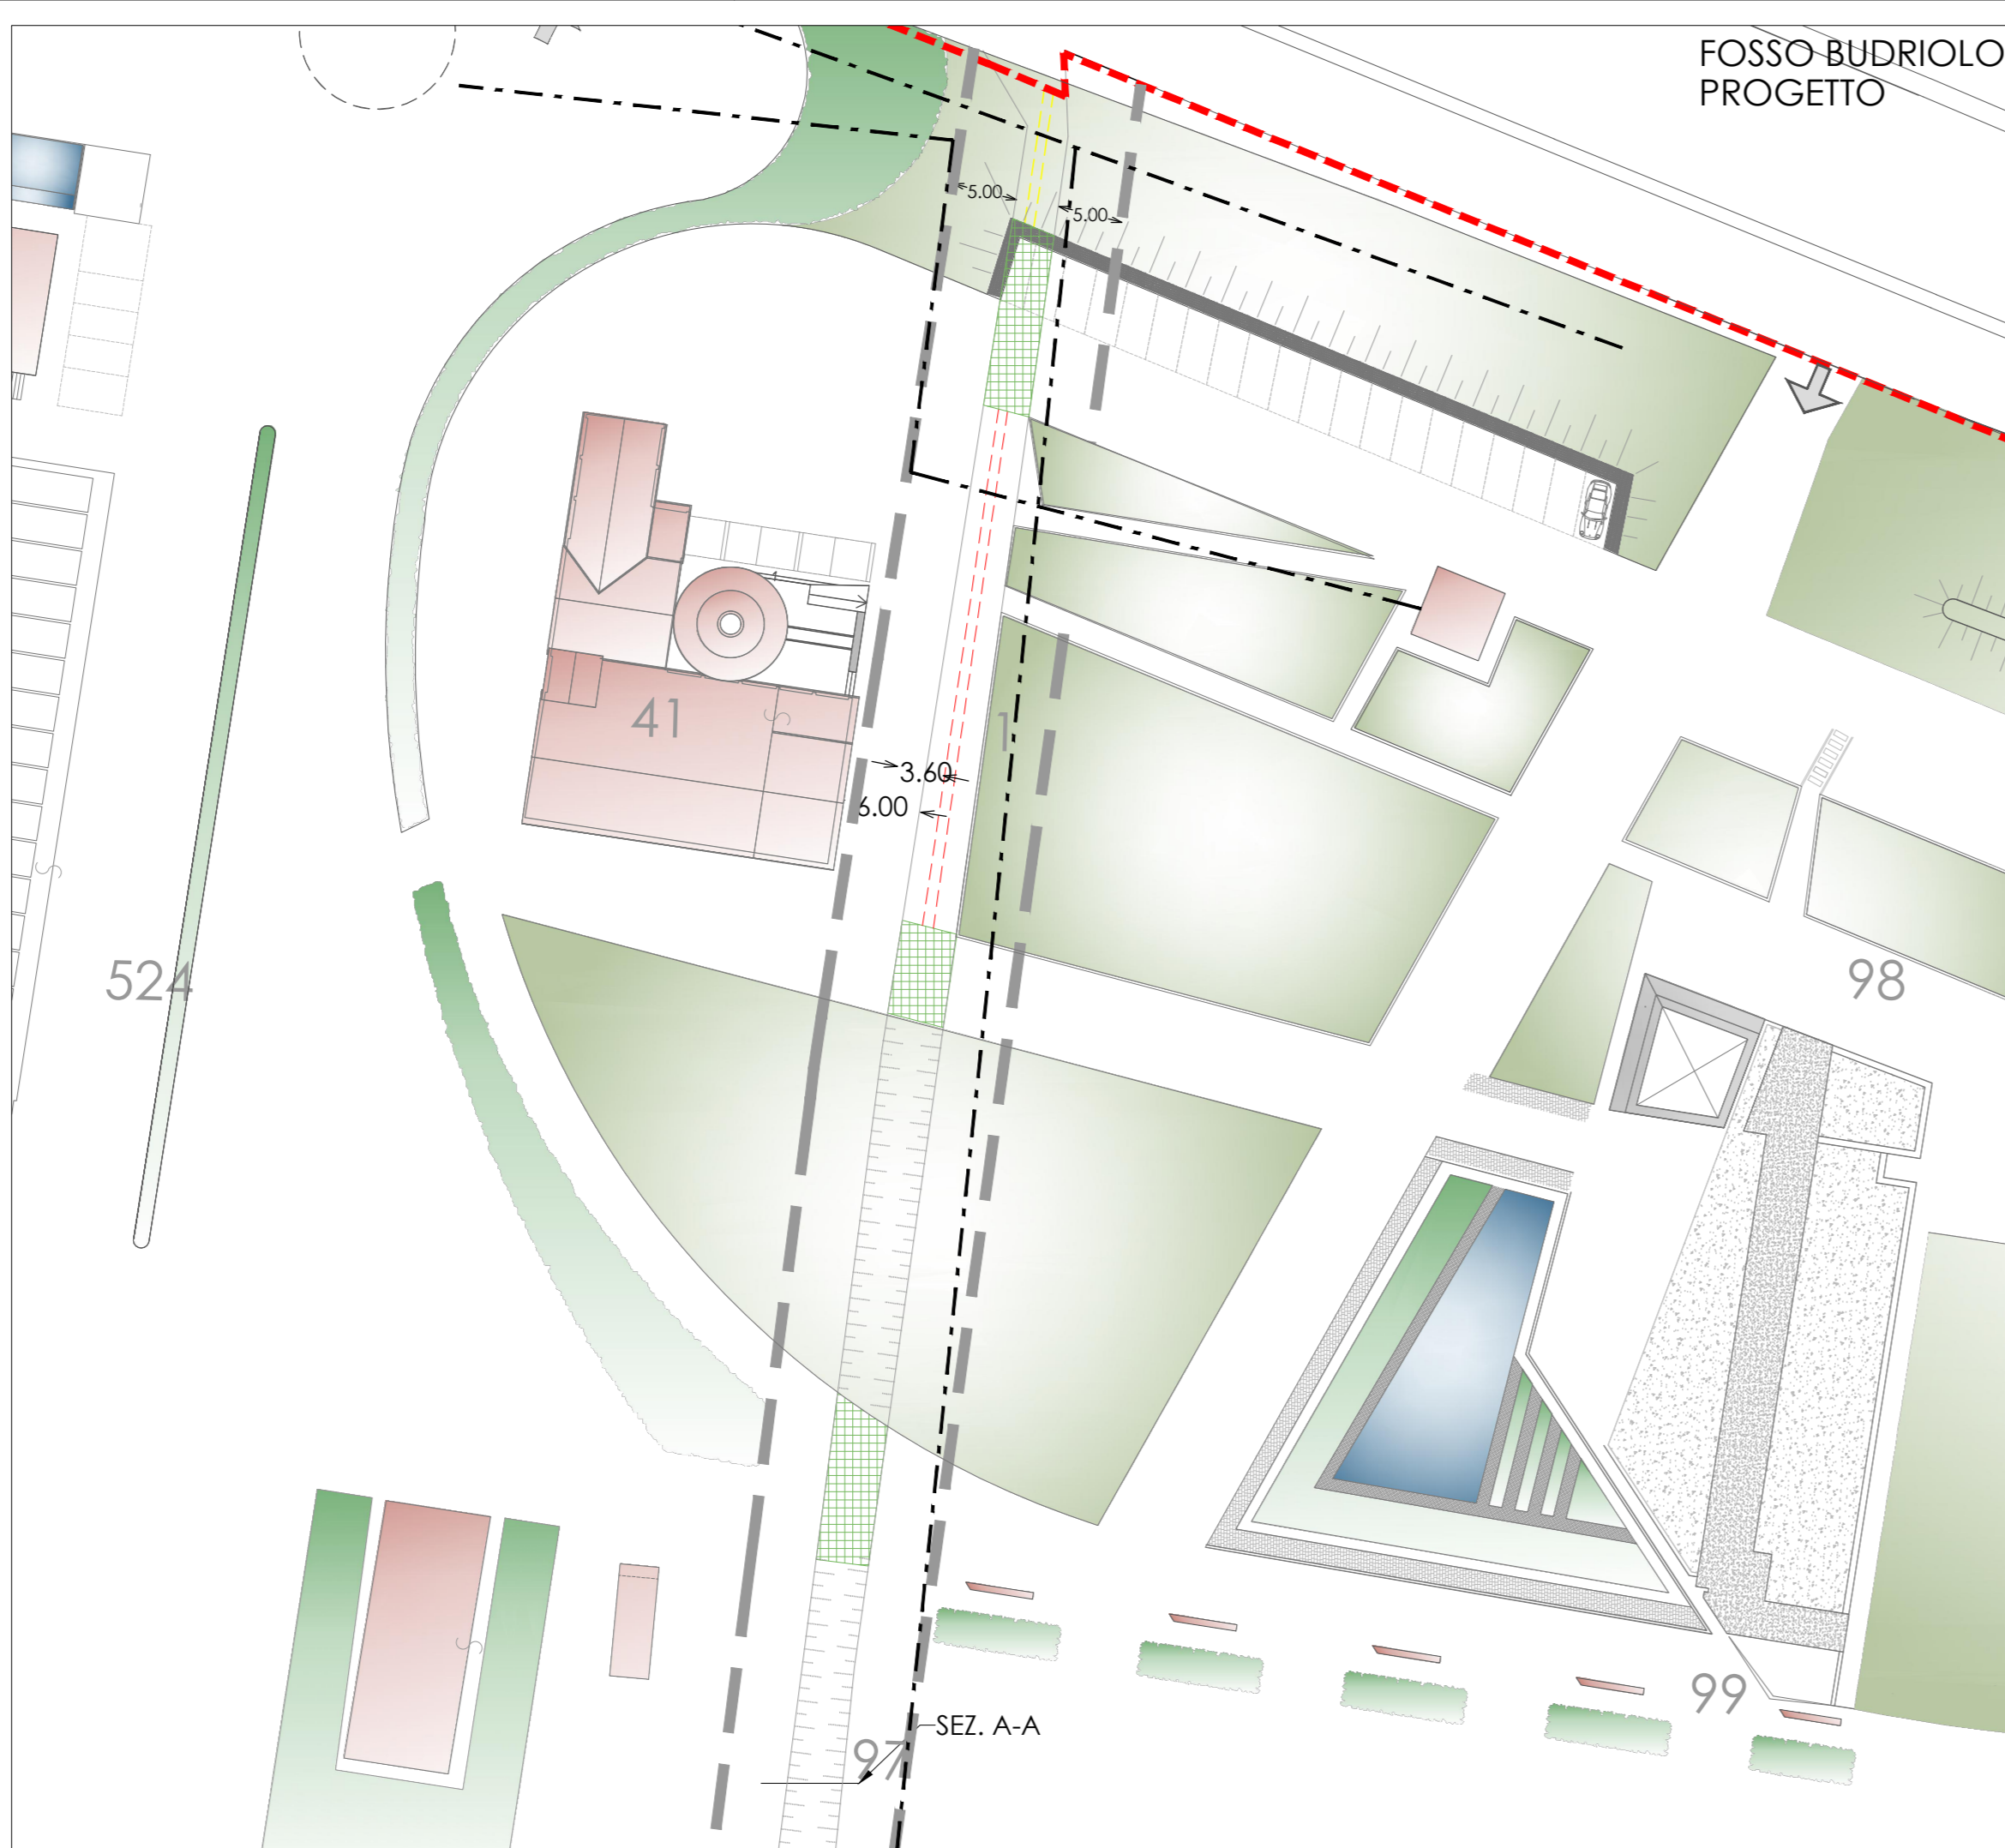 FOSSO BUDRIOLO
PROGETTO
5.00
5.00
41
S
1
3.60
6.00
S
524
98
S
99
SEZ. A-A
97